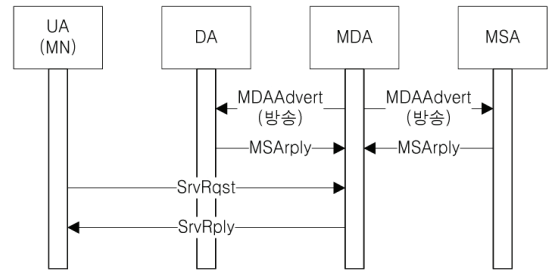 UA
(MN)
DA
MDA
MSA
MDAAdvert
(방송)
MDAAdvert
(방송)
MSArply
MSArply
SrvRqst
SrvRply